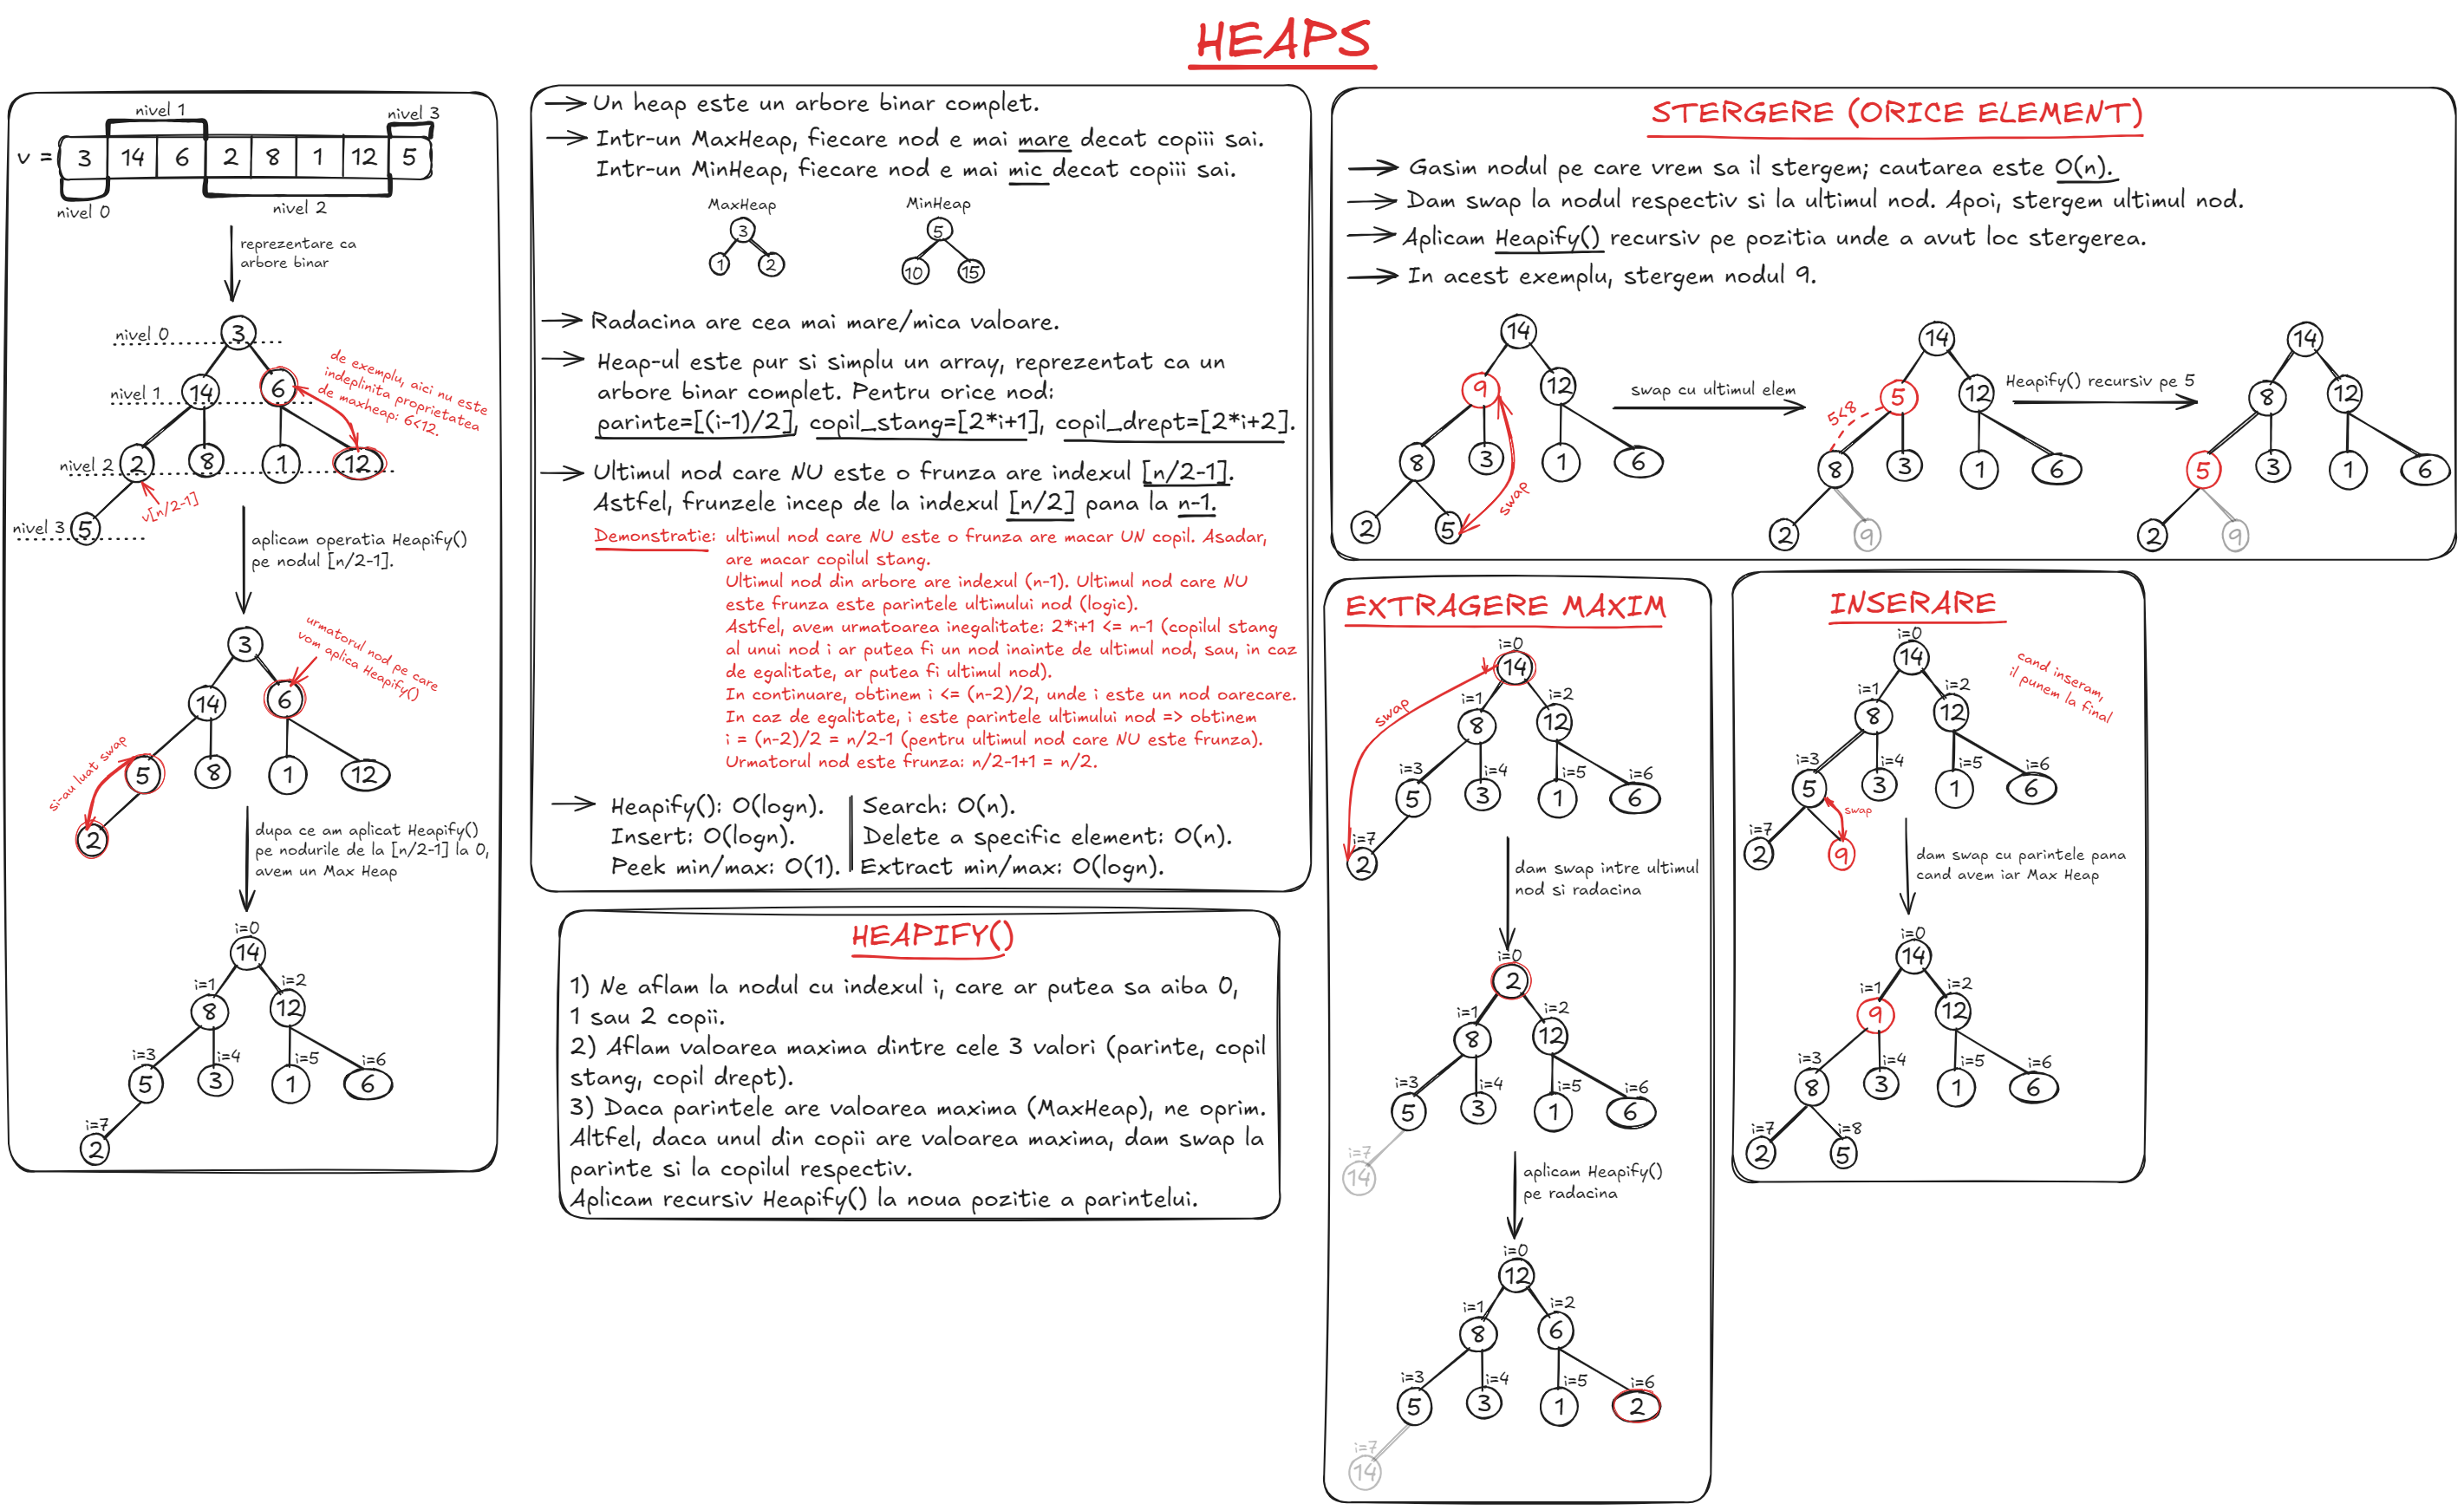 HEAPS
nivel 1
nivel 3
v = 3 14 6 2 8 1 12 5
nivel 0
nivel 2
reprezentare ca
arbore binar
nivel 0
3
de exemplu, aici nu este
indeplinita proprietatea
de maxheap: 6<12.
nivel 1
14 6
nivel 2
2 8 1 12
v[n/2-1]
nivel 3
5
aplicam operatia Heapify()
pe nodul [n/2-1].
urmatorul nod pe care
vom aplica Heapify()
3
14 6
si-au luat swap
5 8 1 12
2
dupa ce am aplicat Heapify()
pe nodurile de la [n/2-1] la 0,
avem un Max Heap
i=0
14
i=1 i=2
8 12
i=3 i=4 i=5 i=6
5 3 1 6
i=7
2
Un heap este un arbore binar complet.
Intr-un MaxHeap, fiecare nod e mai mare decat copiii sai.
Intr-un MinHeap, fiecare nod e mai mic decat copiii sai.
MaxHeap MinHeap
3 5
1 2 10 15
Radacina are cea mai mare/mica valoare.
Heap-ul este pur si simplu un array, reprezentat ca un
arbore binar complet. Pentru orice nod:
parinte=[(i-1)/2], copil_stang=[2*i+1], copil_drept=[2*i+2].
Ultimul nod care NU este o frunza are indexul [n/2-1].
Astfel, frunzele incep de la indexul [n/2] pana la n-1.
Demonstratie: ultimul nod care NU este o frunza are macar UN copil. Asadar,
are macar copilul stang.
Ultimul nod din arbore are indexul (n-1). Ultimul nod care NU
este frunza este parintele ultimului nod (logic).
Astfel, avem urmatoarea inegalitate: 2*i+1 <= n-1 (copilul stang
al unui nod i ar putea fi un nod inainte de ultimul nod, sau, in caz
de egalitate, ar putea fi ultimul nod).
In continuare, obtinem i <= (n-2)/2, unde i este un nod oarecare.
In caz de egalitate, i este parintele ultimului nod => obtinem
i = (n-2)/2 = n/2-1 (pentru ultimul nod care NU este frunza).
Urmatorul nod este frunza: n/2-1+1 = n/2.
Heapify(): O(logn). Search: O(n).
Insert: O(logn). Delete a specific element: O(n).
Peek min/max: O(1). Extract min/max: O(logn).
HEAPIFY()
1) Ne aflam la nodul cu indexul i, care ar putea sa aiba 0,
1 sau 2 copii.
2) Aflam valoarea maxima dintre cele 3 valori (parinte, copil
stang, copil drept).
3) Daca parintele are valoarea maxima (MaxHeap), ne oprim.
Altfel, daca unul din copii are valoarea maxima, dam swap la
parinte si la copilul respectiv.
Aplicam recursiv Heapify() la noua pozitie a parintelui.
STERGERE (ORICE ELEMENT)
Gasim nodul pe care vrem sa il stergem; cautarea este O(n).
Dam swap la nodul respectiv si la ultimul nod. Apoi, stergem ultimul nod.
Aplicam Heapify() recursiv pe pozitia unde a avut loc stergerea.
In acest exemplu, stergem nodul 9.
14
9 12
8 3 1 6
2 5
swap
swap cu ultimul elem
14
5 12
5<8
8 3 1 6
2 9
Heapify() recursiv pe 5
14
8 12
5 3 1 6
2 9
EXTRAGERE MAXIM
i=0
14
swap
i=1 i=2
8 12
i=3 i=4 i=5 i=6
5 3 1 6
i=7
2
dam swap intre ultimul
nod si radacina
i=0
2
i=1 i=2
8 12
i=3 i=4 i=5 i=6
5 3 1 6
i=7
14
aplicam Heapify()
pe radacina
i=0
12
i=1 i=2
8 6
i=3 i=4 i=5 i=6
5 3 1 2
i=7
14
INSERARE
i=0
14
cand inseram,
il punem la final
i=1 i=2
8 12
i=3 i=4 i=5 i=6
5 3 1 6
swap
i=7
2 9
dam swap cu parintele pana
cand avem iar Max Heap
i=0
14
i=1 i=2
9 12
i=3 i=4 i=5 i=6
8 3 1 6
i=7 i=8
2 5